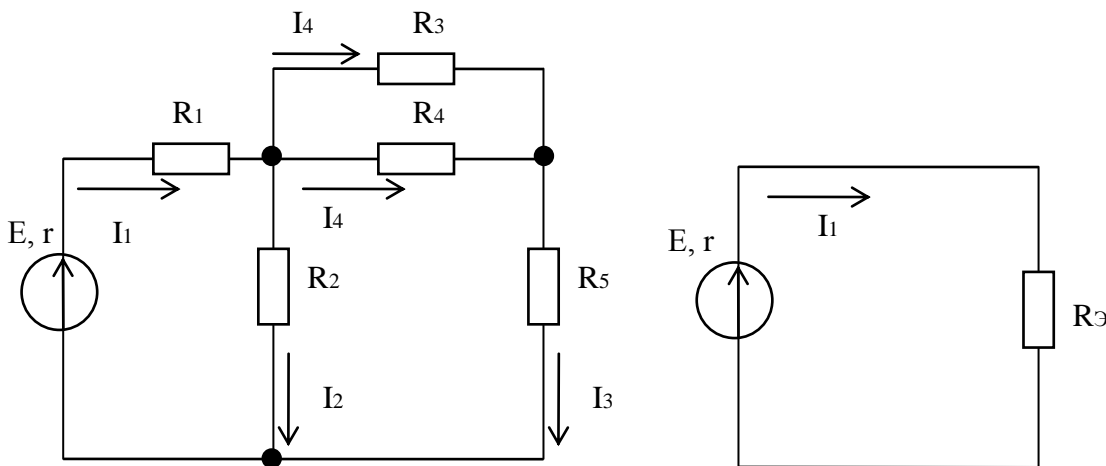 I4 R3
R1 R4
I1 I4
E, r
R2 R5
I2 I3
I1
E, r
RЭ